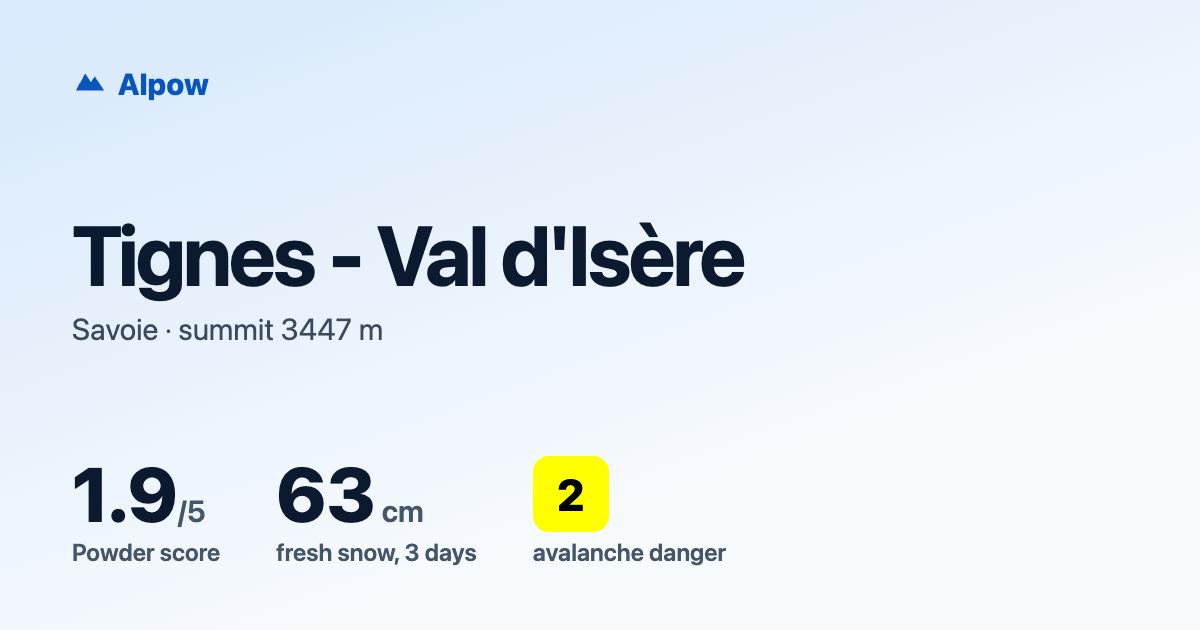 Alpow
Tignes - Val d'Isère
Savoie · summit 3447 m
1.9/5
Powder score
63 cm
fresh snow, 3 days
2
avalanche danger